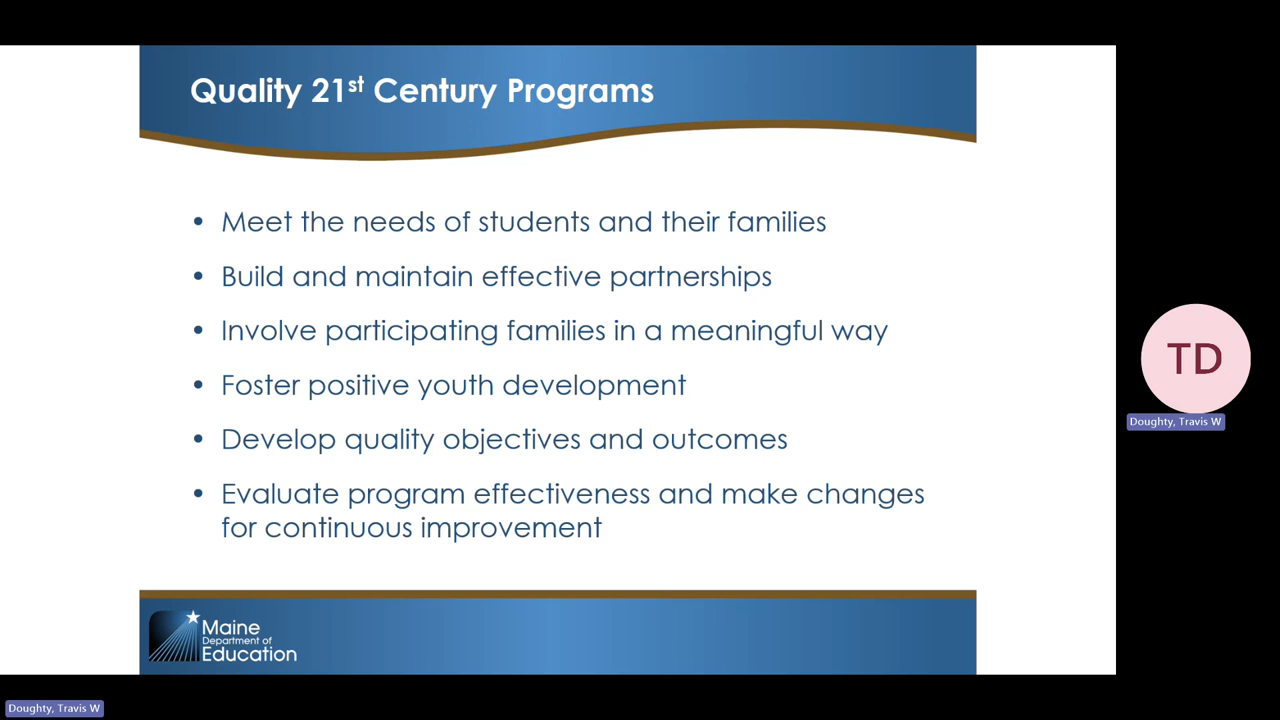 Quality 21st Century Programs
• Meet the needs of students and their families
• Build and maintain effective partnerships
• Involve participating families in a meaningful way
• Foster positive youth development
• Develop quality objectives and outcomes
• Evaluate program effectiveness and make changes
for continuous improvement
TD
Doughty, Travis W
Maine
Department of
Education
Doughty, Travis W